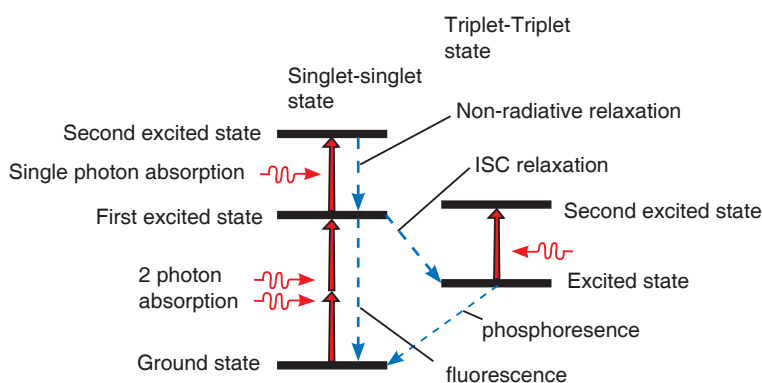 Triplet-Triplet
state
Singlet-singlet
state
Non-radiative relaxation
Second excited state
Single photon absorption
ISC relaxation
First excited state
Second excited state
2 photon
absorption
Excited state
phosphoresence
Ground state
fluorescence